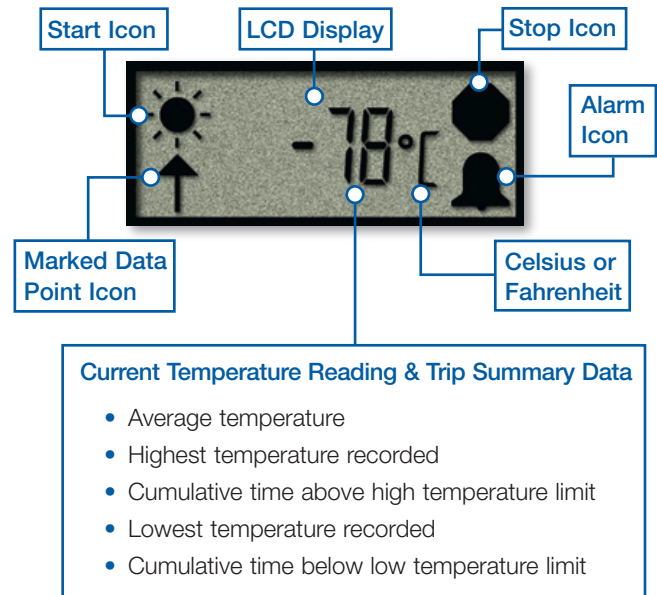 Start Icon
LCD Display
Stop Icon
-78°C
Alarm
Icon
Marked Data
Point Icon
Celsius or
Fahrenheit
Current Temperature Reading & Trip Summary Data
• Average temperature
• Highest temperature recorded
• Cumulative time above high temperature limit
• Lowest temperature recorded
• Cumulative time below low temperature limit